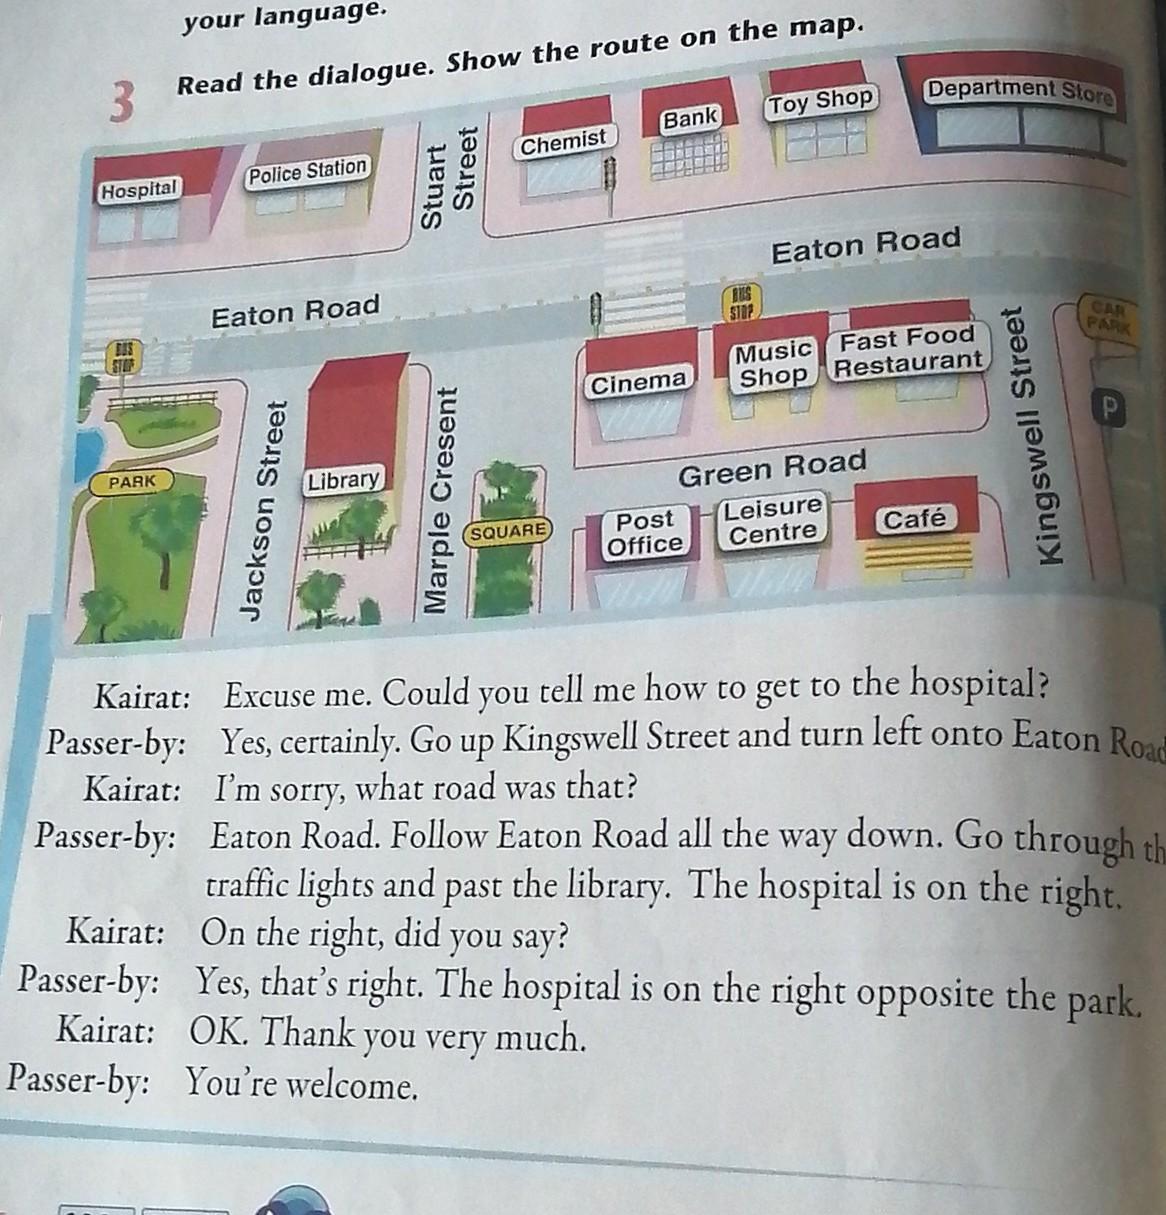 your language.
3 Read the dialogue. Show the route on the map.
Hospital
Police Station
Stuart
Street
Chemist
Bank
Toy Shop
Department Store
Eaton Road
Eaton Road
BUS
STOP
BUS
STOP
CAR
PARK
P
Cinema
Music
Shop
Fast Food
Restaurant
Kingswell Street
PARK
Jackson Street
Library
Marple Cresent
SQUARE
Green Road
Post
Office
Leisure
Centre
Café
Kairat: Excuse me. Could you tell me how to get to the hospital?
Passer-by: Yes, certainly. Go up Kingswell Street and turn left onto Eaton Road
Kairat: I'm sorry, what road was that?
Passer-by: Eaton Road. Follow Eaton Road all the way down. Go through th
traffic lights and past the library. The hospital is on the right.
Kairat: On the right, did you say?
Passer-by: Yes, that's right. The hospital is on the right opposite the park.
Kairat: OK. Thank you very much.
Passer-by: You're welcome.